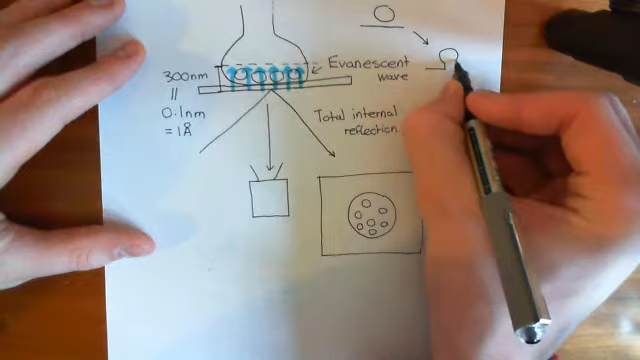 Evanescent
wave
300nm
||
0.1nm
= 1Å
Total internal
reflection